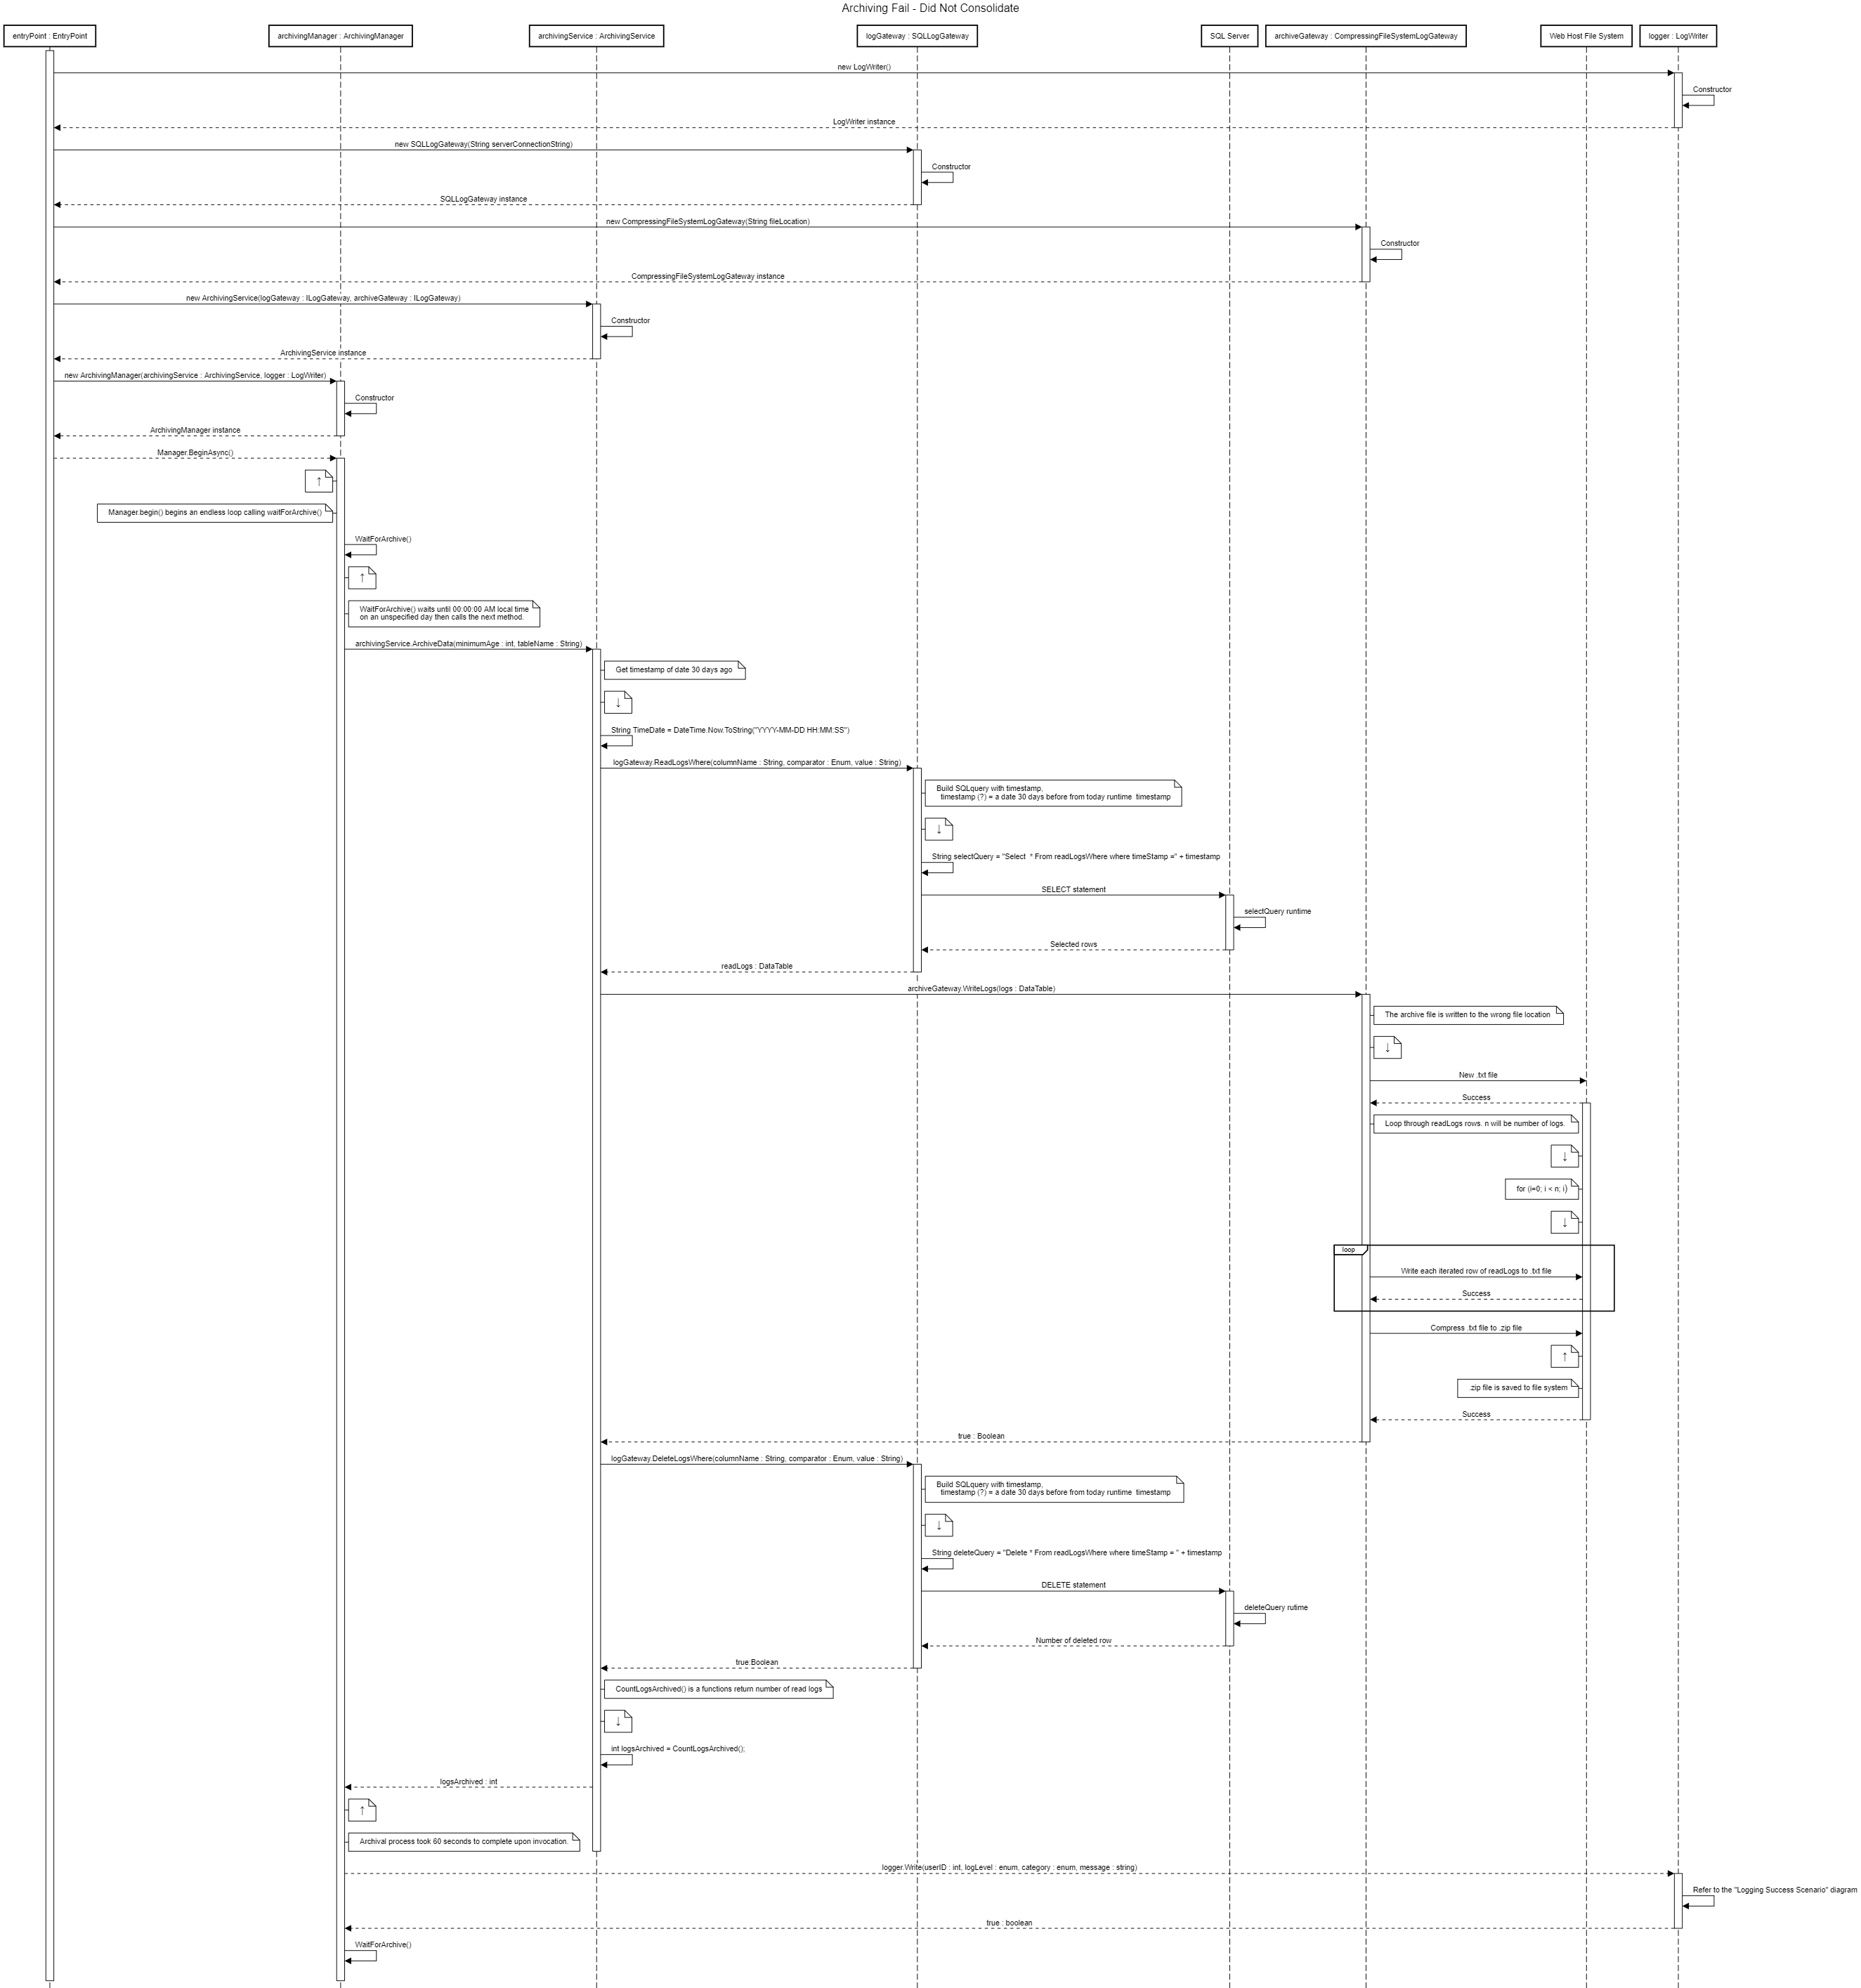 Archiving Fail - Did Not Consolidate
entryPoint : EntryPoint
archivingManager : ArchivingManager
archivingService : ArchivingService
logGateway : SQLLogGateway
SQL Server
archiveGateway : CompressingFileSystemLogGateway
Web Host File System
logger : LogWriter
new LogWriter()
Constructor
LogWriter instance
new SQLLogGateway(String serverConnectionString)
Constructor
SQLLogGateway instance
new CompressingFileSystemLogGateway(String fileLocation)
Constructor
CompressingFileSystemLogGateway instance
new ArchivingService(logGateway : ILogGateway, archiveGateway : ILogGateway)
Constructor
ArchivingService instance
new ArchivingManager(archivingService : ArchivingService, logger : LogWriter)
Constructor
ArchivingManager instance
Manager.BeginAsync()
↑
Manager.begin() begins an endless loop calling waitForArchive()
WaitForArchive()
↑
WaitForArchive() waits until 00:00:00 AM local time
on an unspecified day then calls the next method.
archivingService.ArchiveData(minimumAge : int, tableName : String)
Get timestamp of date 30 days ago
↓
String TimeDate = DateTime.Now.ToString("YYYY-MM-DD HH:MM:SS")
logGateway.ReadLogsWhere(columnName : String, comparator : Enum, value : String)
Build SQLquery with timestamp,
timestamp (?) = a date 30 days before from today runtime  timestamp
↓
String selectQuery = "Select  * From readLogsWhere where timeStamp =" + timestamp
SELECT statement
selectQuery runtime
Selected rows
readLogs : DataTable
archiveGateway.WriteLogs(logs : DataTable)
The archive file is written to the wrong file location
↓
New .txt file
Success
Loop through readLogs rows. n will be number of logs.
↓
for (i=0; i < n; i)
↓
loop
Write each iterated row of readLogs to .txt file
Success
Compress .txt file to .zip file
↑
.zip file is saved to file system
Success
true : Boolean
logGateway.DeleteLogsWhere(columnName : String, comparator : Enum, value : String)
Build SQLquery with timestamp,
timestamp (?) = a date 30 days before from today runtime  timestamp
↓
String deleteQuery = "Delete * From readLogsWhere where timeStamp = " + timestamp
DELETE statement
deleteQuery rutime
Number of deleted row
true:Boolean
CountLogsArchived() is a functions return number of read logs
↓
int logsArchived = CountLogsArchived();
logsArchived : int
↑
Archival process took 60 seconds to complete upon invocation.
logger.Write(userID : int, logLevel : enum, category : enum, message : string)
Refer to the "Logging Success Scenario" diagram
true : boolean
WaitForArchive()